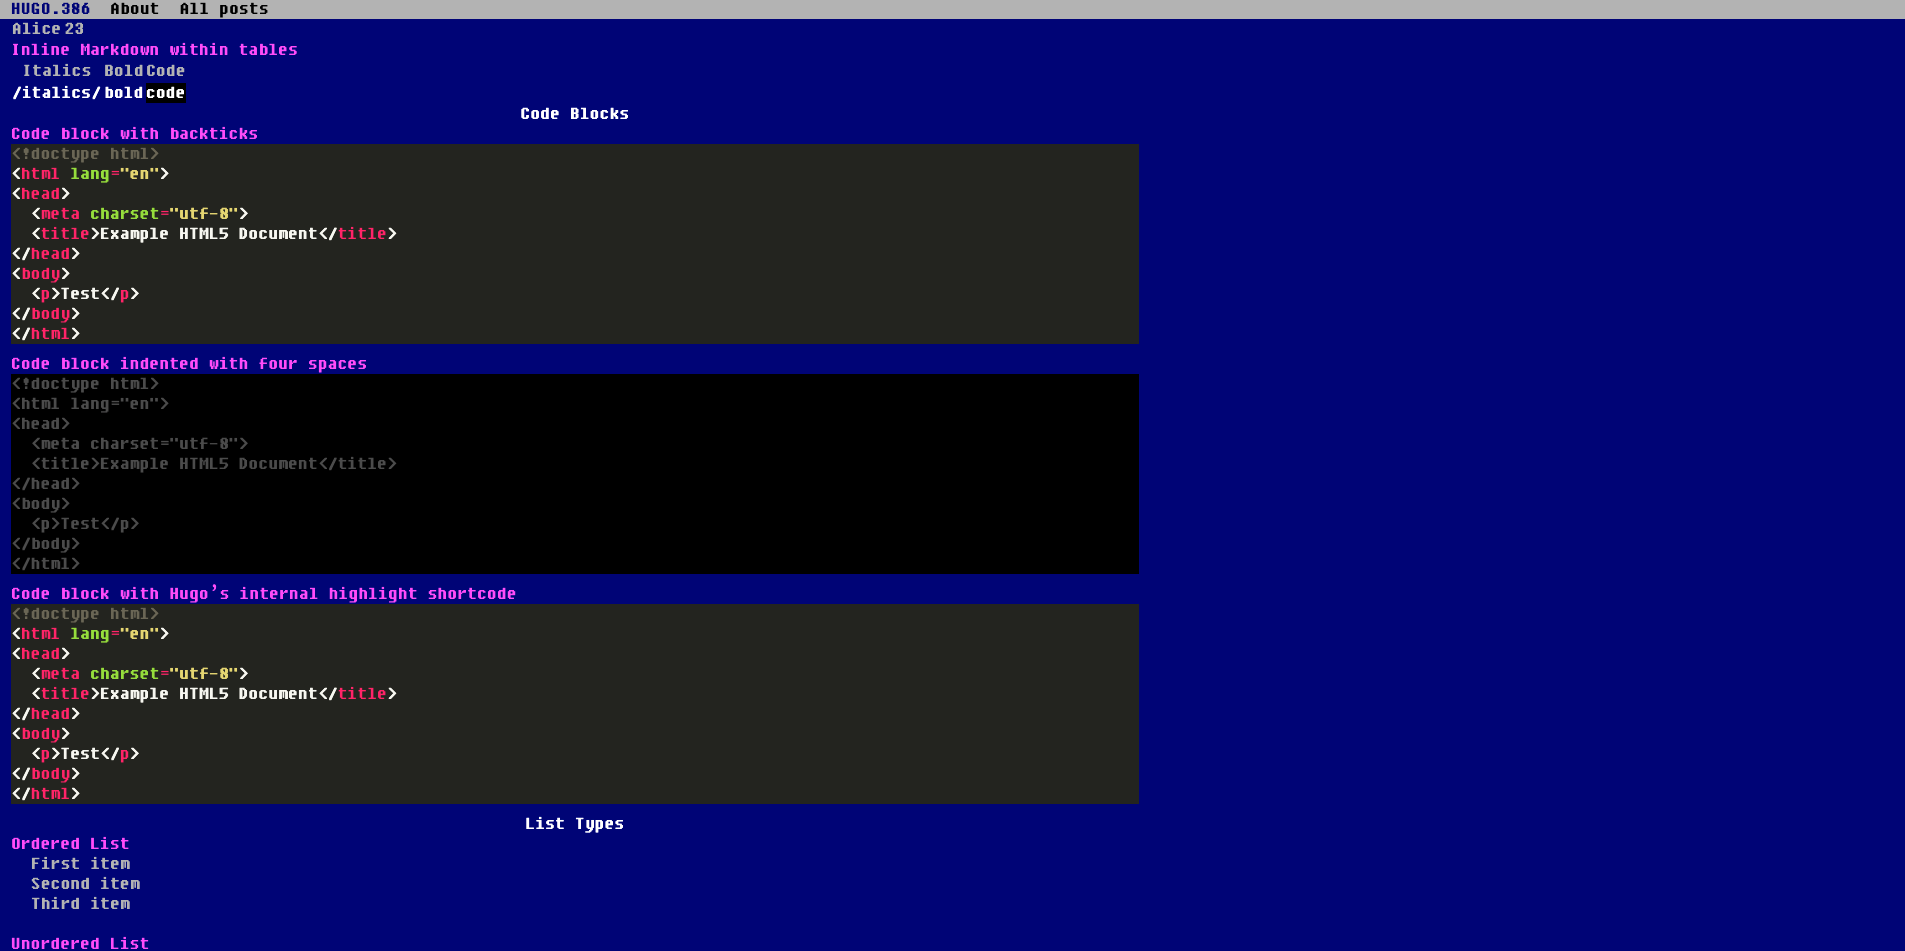 HUGO.386 About All posts
Alice 23
Inline Markdown within tables
Italics Bold Code
/italics/ bold code
Code Blocks
Code block with backticks
<!doctype html>
<html lang="en">
<head>
  <meta charset="utf-8">
  <title>Example HTML5 Document</title>
</head>
<body>
  <p>Test</p>
</body>
</html>
Code block indented with four spaces
<!doctype html>
<html lang="en">
<head>
  <meta charset="utf-8">
  <title>Example HTML5 Document</title>
</head>
<body>
  <p>Test</p>
</body>
</html>
Code block with Hugo’s internal highlight shortcode
<!doctype html>
<html lang="en">
<head>
  <meta charset="utf-8">
  <title>Example HTML5 Document</title>
</head>
<body>
  <p>Test</p>
</body>
</html>
List Types
Ordered List
First item
Second item
Third item
Unordered List